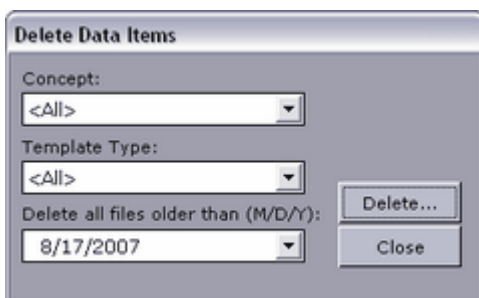 Delete Data Items
Concept:
<All>
Template Type:
<All>
Delete all files older than (M/D/Y):
8/17/2007
Delete...
Close